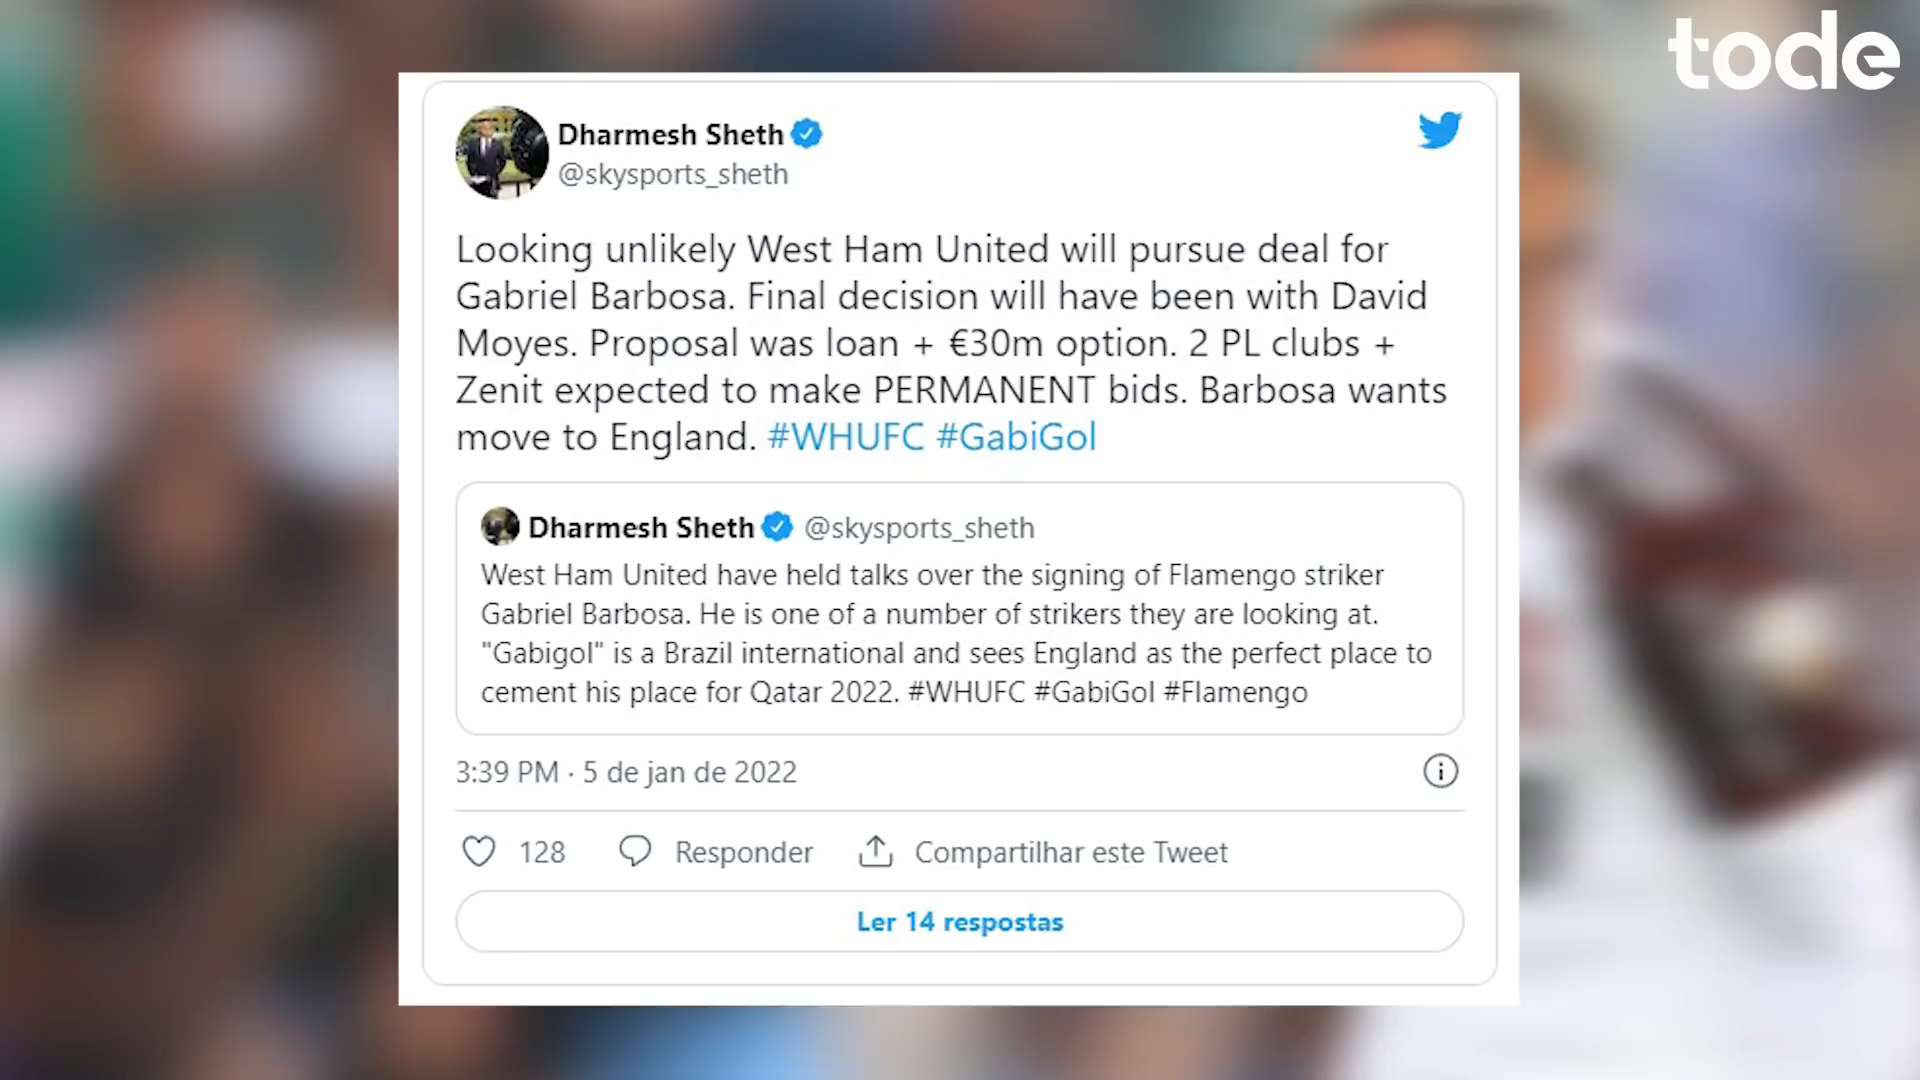 tode
Dharmesh Sheth
@skysports_sheth
Looking unlikely West Ham United will pursue deal for
Gabriel Barbosa. Final decision will have been with David
Moyes. Proposal was loan + €30m option. 2 PL clubs +
Zenit expected to make PERMANENT bids. Barbosa wants
move to England. #WHUFC #GabiGol
Dharmesh Sheth @skysports_sheth
West Ham United have held talks over the signing of Flamengo striker
Gabriel Barbosa. He is one of a number of strikers they are looking at.
"Gabigol" is a Brazil international and sees England as the perfect place to
cement his place for Qatar 2022. #WHUFC #GabiGol #Flamengo
3:39 PM · 5 de jan de 2022
128 Responder Compartilhar este Tweet
Ler 14 respostas